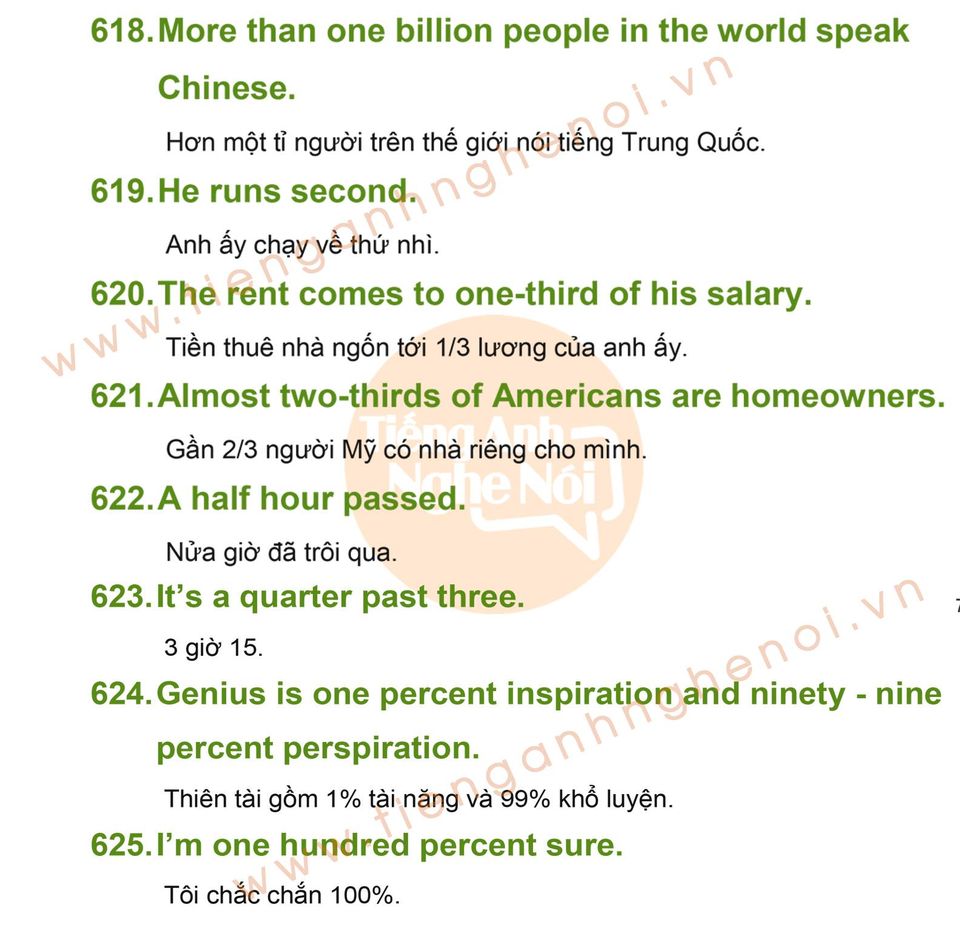 618.More than one billion people in the world speak
Chinese.
Hơn một tỉ người trên thế giới nói tiếng Trung Quốc.
619.He runs second.
Anh ấy chạy về thứ nhì.
620.The rent comes to one-third of his salary.
Tiền thuê nhà ngốn tới 1/3 lương của anh ấy.
621.Almost two-thirds of Americans are homeowners.
Gần 2/3 người Mỹ có nhà riêng cho mình.
622.A half hour passed.
Nửa giờ đã trôi qua.
623.It’s a quarter past three.
3 giờ 15.
624.Genius is one percent inspiration and ninety - nine
percent perspiration.
Thiên tài gồm 1% tài năng và 99% khổ luyện.
625.I’m one hundred percent sure.
Tôi chắc chắn 100%.
www.tienganhnghenoi.vn
Tiếng Anh
Nghe Nói
www.tienganhnghenoi.vn